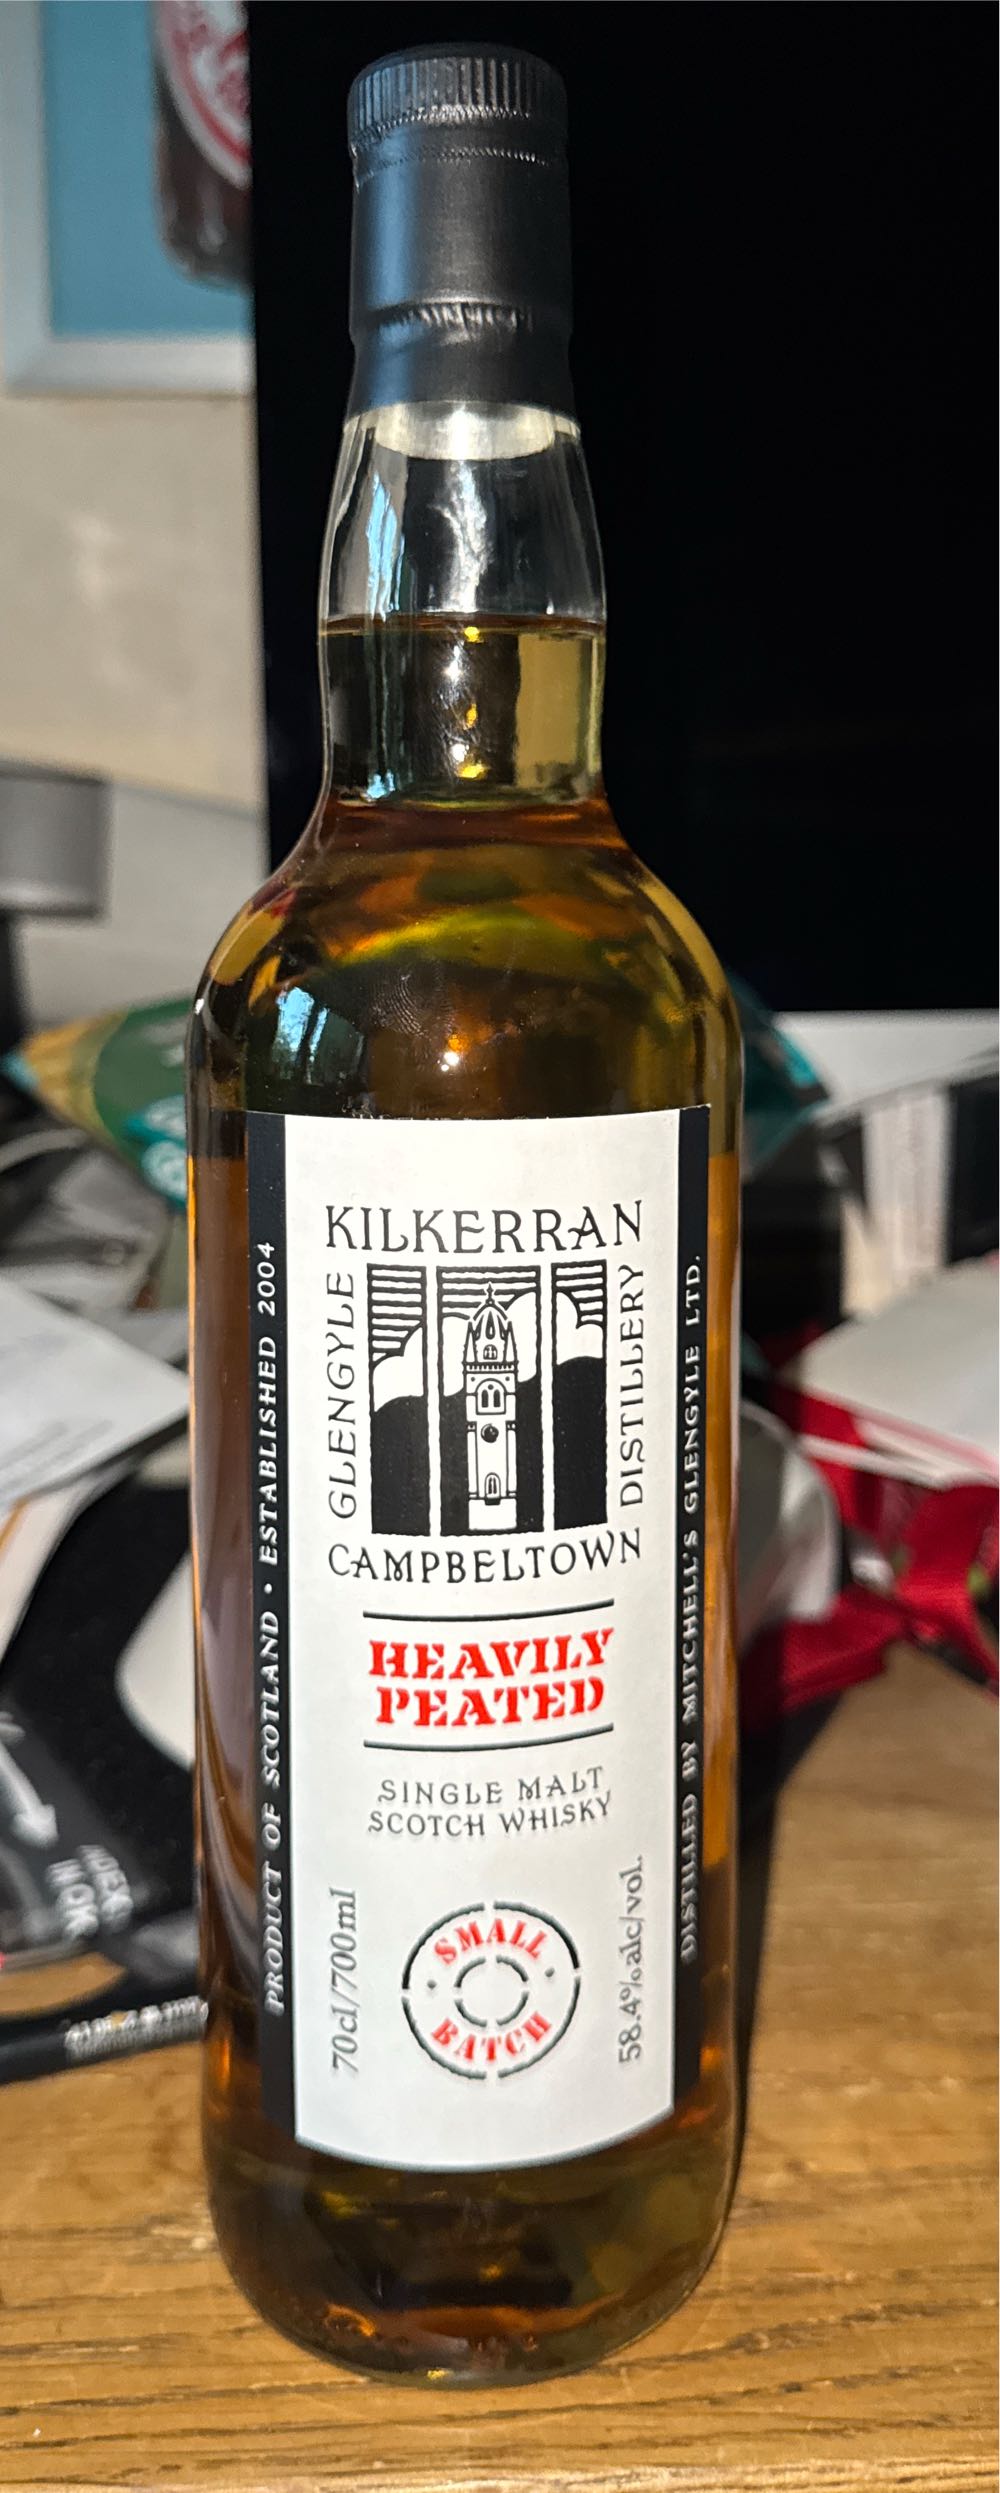 KILKERRAN
GLENGYLE
DISTILLERY
CAMPBELTOWN
HEAVILY
PEATED
SINGLE MALT
SCOTCH WHISKY
70cl/700ml
SMALL
BATCH
58.4%alc/vol.
PRODUCT OF SCOTLAND • ESTABLISHED 2004
DISTILLED BY MITCHELL'S GLENGYLE LTD.